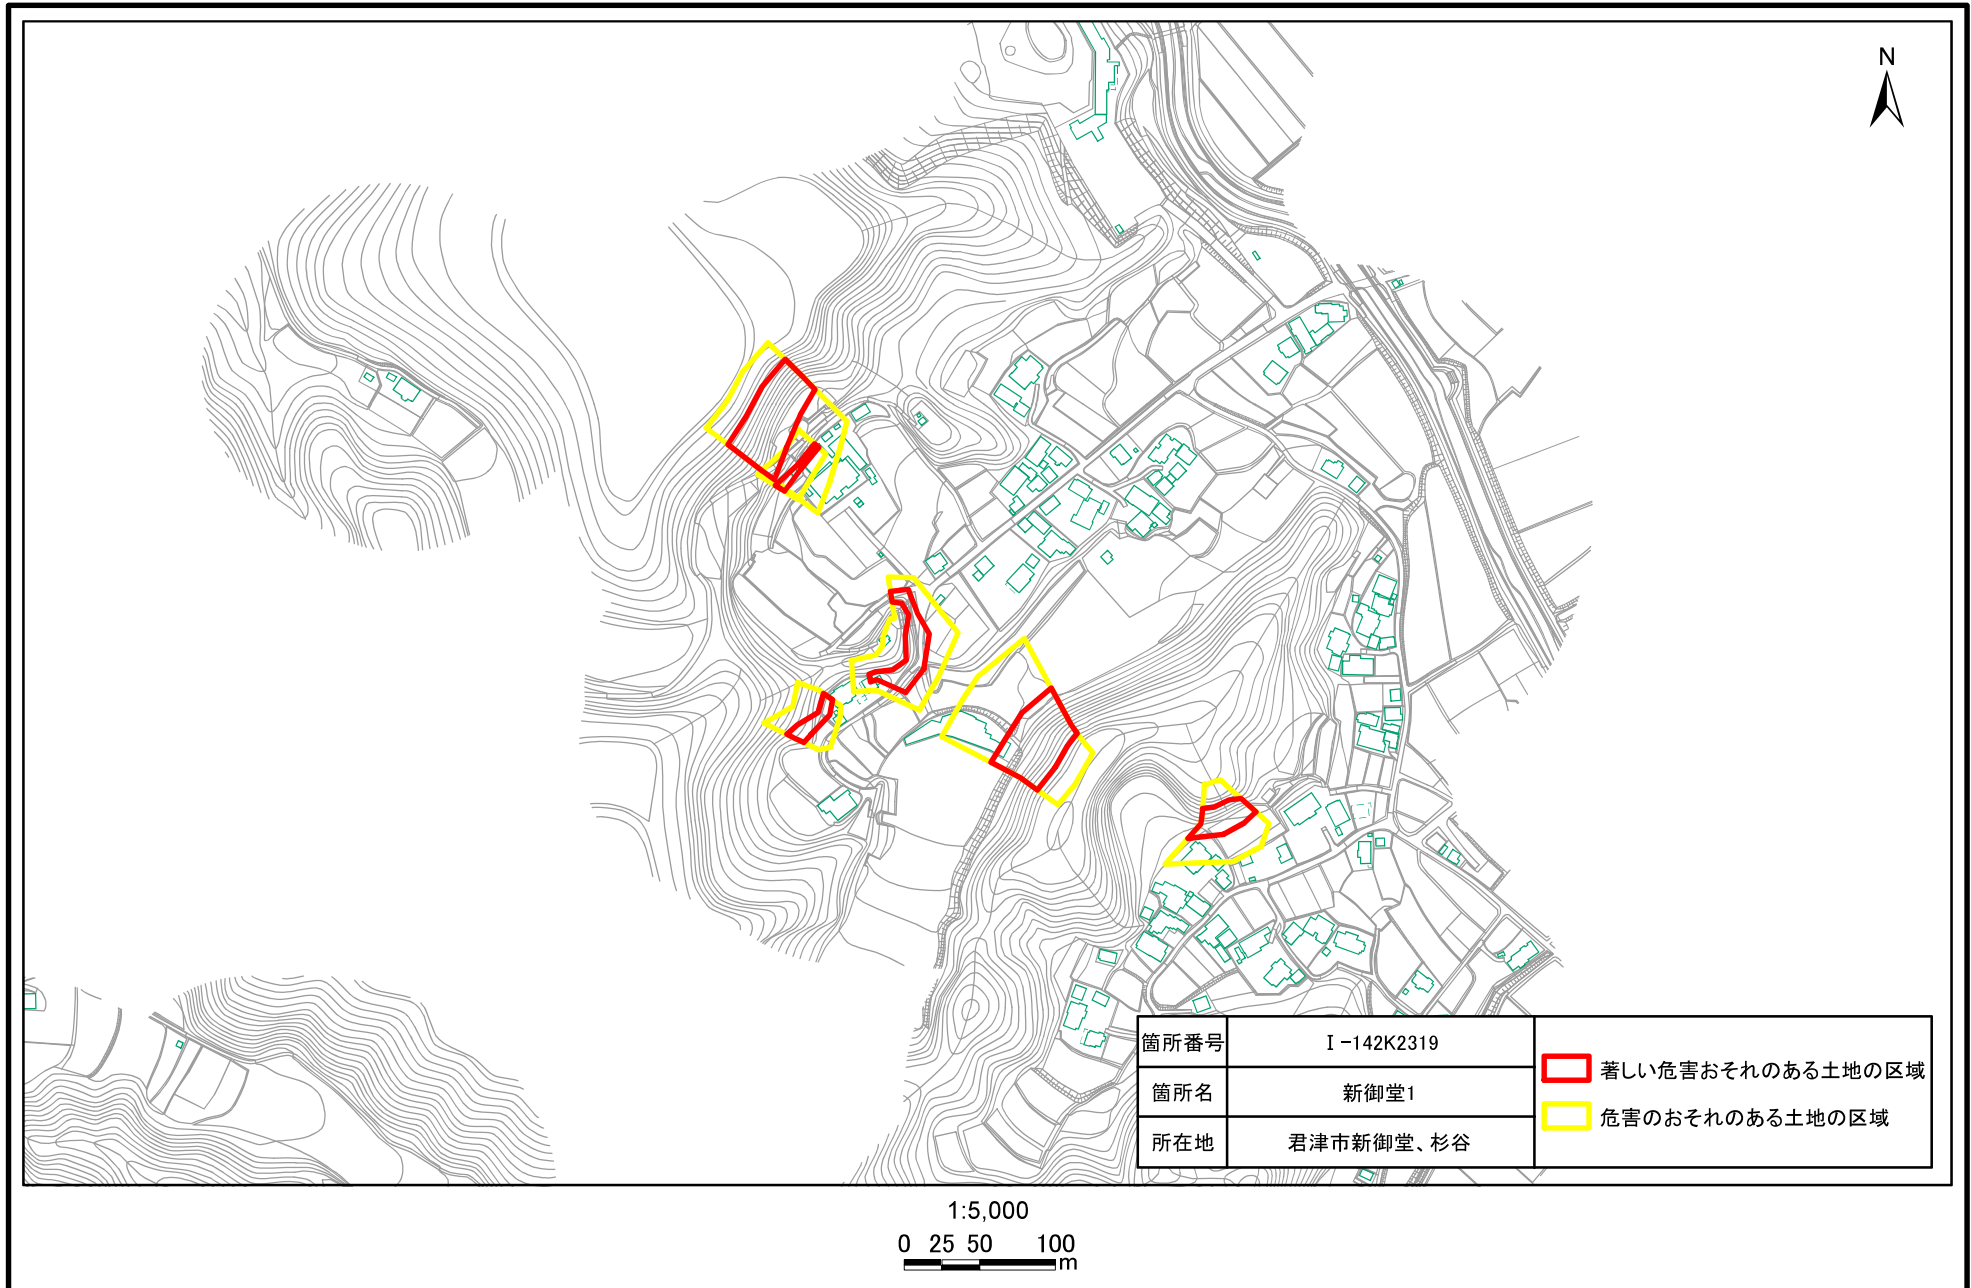 N
箇所番号 I-142K2319
箇所名 新御堂1
所在地 君津市新御堂、杉谷
著しい危害おそれのある土地の区域
危害のおそれのある土地の区域
1:5,000
0 25 50 100
m